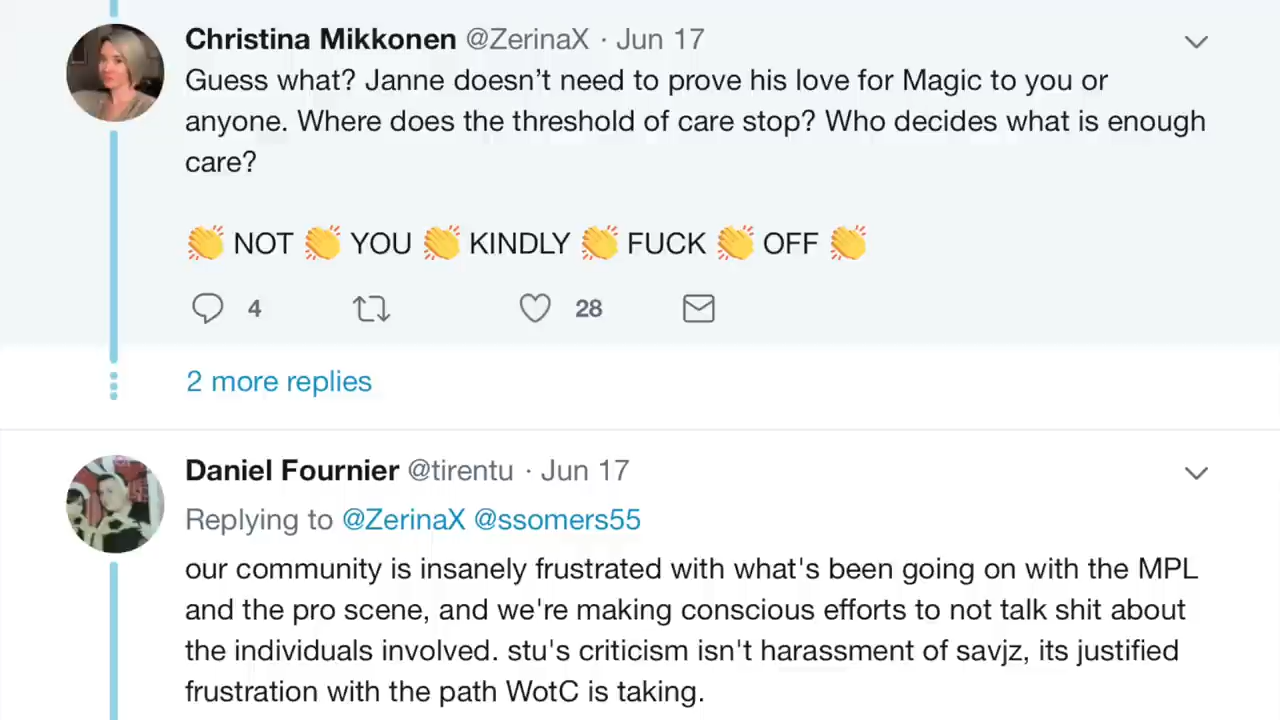 Christina Mikkonen @ZerinaX · Jun 17
Guess what? Janne doesn’t need to prove his love for Magic to you or
anyone. Where does the threshold of care stop? Who decides what is enough
care?
👏 NOT 👏 YOU 👏 KINDLY 👏 FUCK 👏 OFF 👏
4 28
2 more replies
Daniel Fournier @tirentu · Jun 17
Replying to @ZerinaX @ssomers55
our community is insanely frustrated with what's been going on with the MPL
and the pro scene, and we're making conscious efforts to not talk shit about
the individuals involved. stu's criticism isn't harassment of savjz, its justified
frustration with the path WotC is taking.